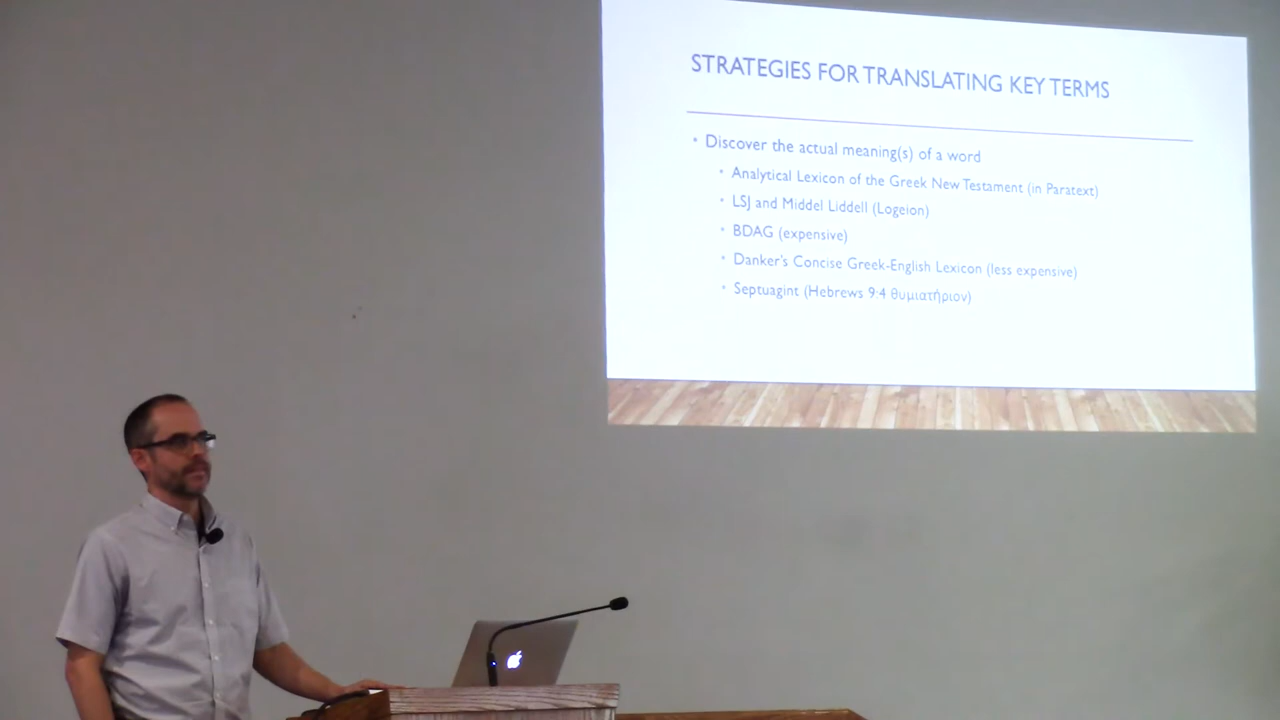 STRATEGIES FOR TRANSLATING KEY TERMS
• Discover the actual meaning(s) of a word
• Analytical Lexicon of the Greek New Testament (in Paratext)
• LSJ and Middel Liddell (Logeion)
• BDAG (expensive)
• Danker's Concise Greek-English Lexicon (less expensive)
• Septuagint (Hebrews 9:4 θυμιατήριον)